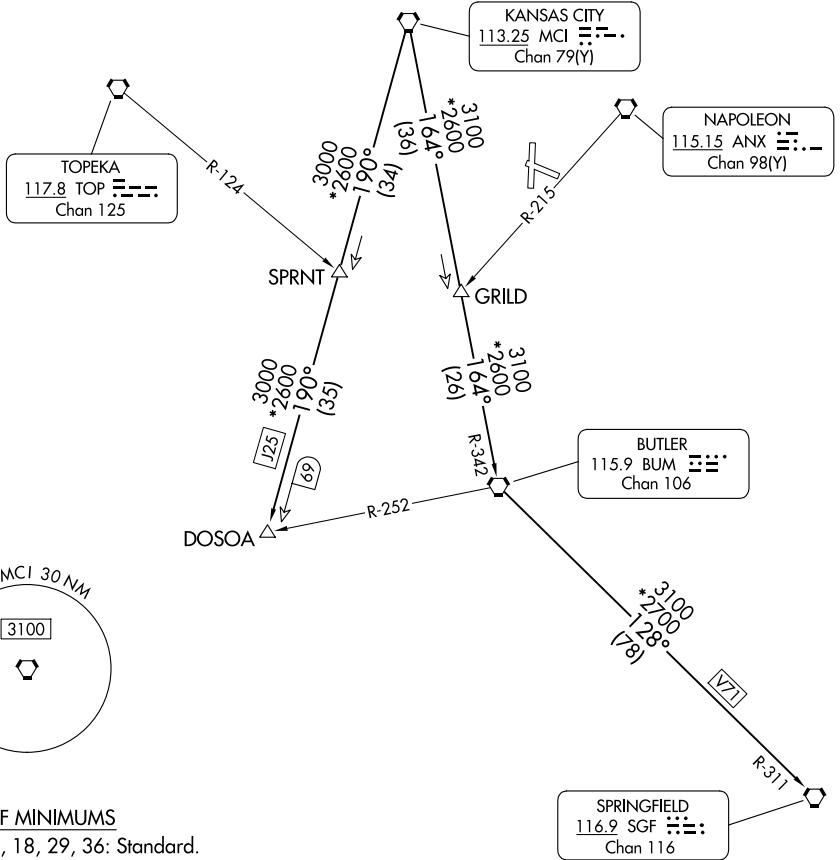 KANSAS CITY
113.25 MCI
Chan 79(Y)
TOPEKA
117.8 TOP
Chan 125
NAPOLEON
115.15 ANX
Chan 98(Y)
R-124
3000
*2600
190°
(34)
3100
*2600
164°
(36)
R-215
SPRNT
GRILD
3000
*2600
190°
(35)
3100
*2600
164°
(26)
J25
69
R-342
BUTLER
115.9 BUM
Chan 106
DOSOA
R-252
MCI 30 NM
3100
3100
*2700
128°
(78)
V71
R-311
SPRINGFIELD
116.9 SGF
Chan 116
F MINIMUMS
, 18, 29, 36: Standard.